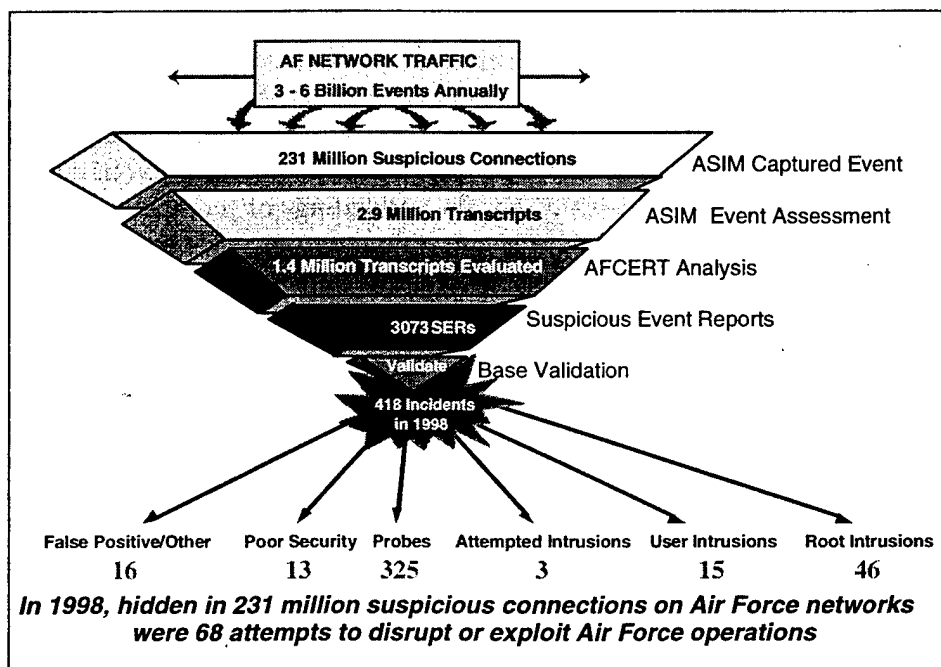 AF NETWORK TRAFFIC
3 - 6 Billion Events Annually
231 Million Suspicious Connections
ASIM Captured Event
2.9 Million Transcripts
ASIM Event Assessment
1.4 Million Transcripts Evaluated
AFCERT Analysis
3073 SERs
Suspicious Event Reports
Validate
Base Validation
418 Incidents
in 1998
False Positive/Other
16
Poor Security
13
Probes
325
Attempted Intrusions
3
User Intrusions
15
Root Intrusions
46
In 1998, hidden in 231 million suspicious connections on Air Force networks
were 68 attempts to disrupt or exploit Air Force operations